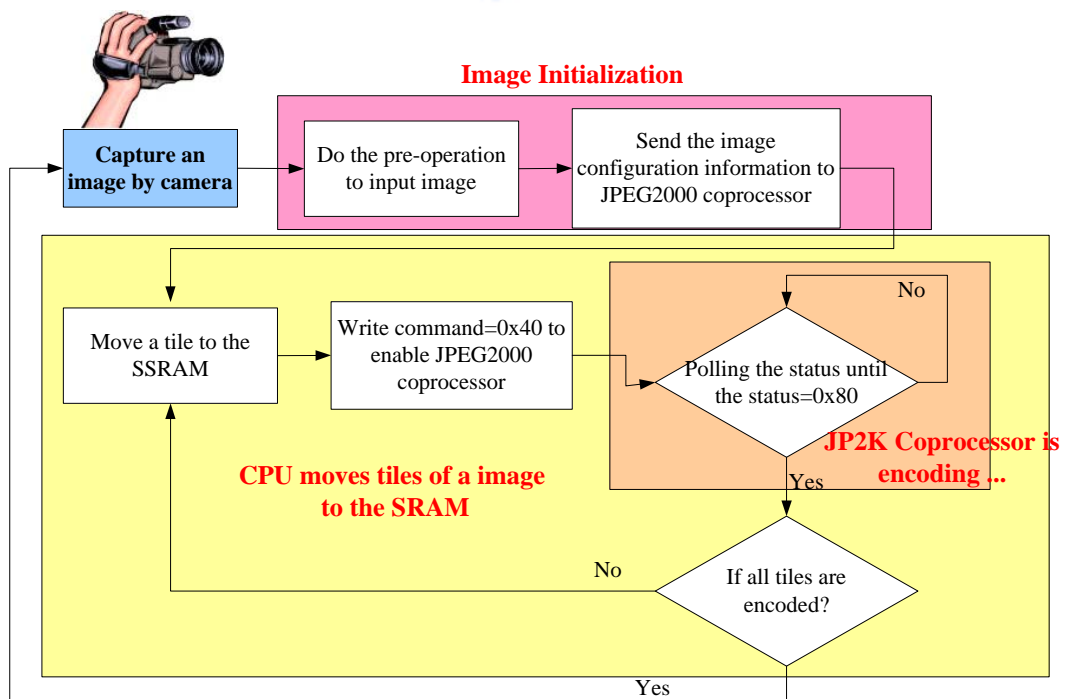 Image Initialization
Capture an
image by camera
Do the pre-operation
to input image
Send the image
configuration information to
JPEG2000 coprocessor
Move a tile to the
SSRAM
Write command=0x40 to
enable JPEG2000
coprocessor
No
Polling the status until
the status=0x80
JP2K Coprocessor is
encoding ...
Yes
CPU moves tiles of a image
to the SRAM
No
If all tiles are
encoded?
Yes